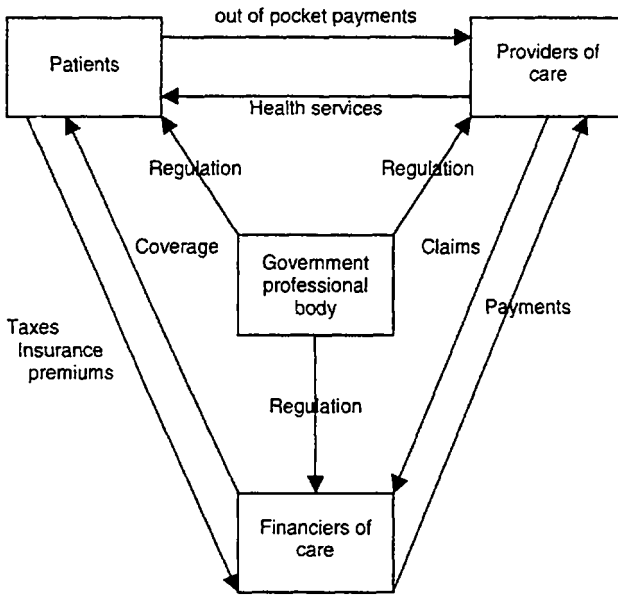 out of pocket payments
Patients
Providers of
care
Health services
Regulation
Regulation
Coverage
Government
professional
body
Claims
Payments
Taxes
Insurance
premiums
Regulation
Financiers of
care